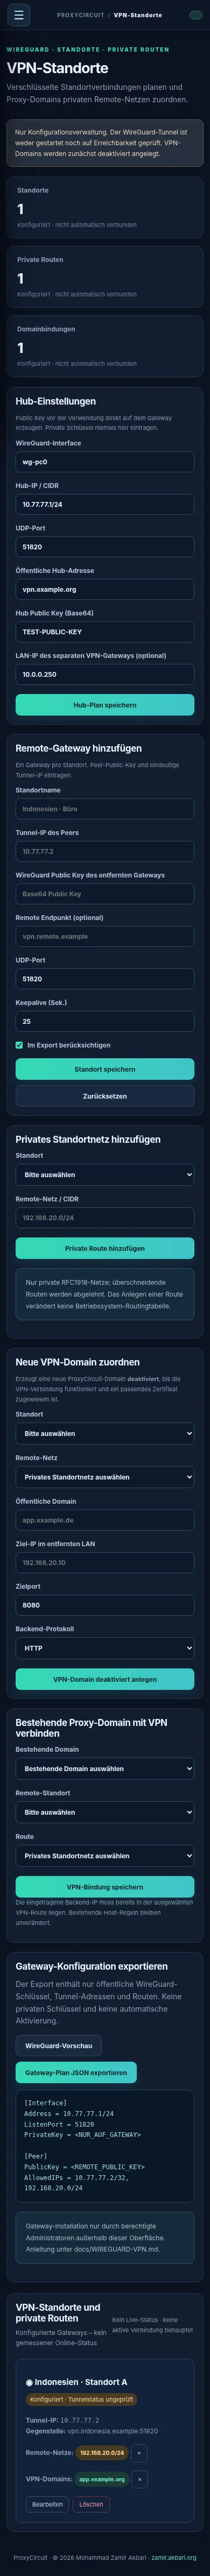 ☰
PROXYCIRCUIT / VPN-Standorte
WIREGUARD · STANDORTE · PRIVATE ROUTEN
VPN-Standorte
Verschlüsselte Standortverbindungen planen und
Proxy-Domains privaten Remote-Netzen zuordnen.
Nur Konfigurationsverwaltung. Der WireGuard-Tunnel ist
weder gestartet noch auf Erreichbarkeit geprüft. VPN-
Domains werden zunächst deaktiviert angelegt.
Standorte
1
Konfiguriert · nicht automatisch verbunden
Private Routen
1
Konfiguriert · nicht automatisch verbunden
Domainbindungen
1
Konfiguriert · nicht automatisch verbunden
Hub-Einstellungen
Public Key vor der Verwendung direkt auf dem Gateway
erzeugen. Private Schlüssel niemals hier eintragen.
WireGuard-Interface
wg-pc0
Hub-IP / CIDR
10.77.77.1/24
UDP-Port
51820
Öffentliche Hub-Adresse
vpn.example.org
Hub Public Key (Base64)
TEST-PUBLIC-KEY
LAN-IP des separaten VPN-Gateways (optional)
10.0.0.250
Hub-Plan speichern
Remote-Gateway hinzufügen
Ein Gateway pro Standort. Peer-Public-Key und eindeutige
Tunnel-IP eintragen.
Standortname
Indonesien · Büro
Tunnel-IP des Peers
10.77.77.2
WireGuard Public Key des entfernten Gateways
Base64 Public Key
Remote Endpunkt (optional)
vpn.remote.example
UDP-Port
51820
Keepalive (Sek.)
25
Im Export berücksichtigen
Standort speichern
Zurücksetzen
Privates Standortnetz hinzufügen
Standort
Bitte auswählen
Remote-Netz / CIDR
192.168.20.0/24
Private Route hinzufügen
Nur private RFC1918-Netze; überschneidende
Routen werden abgelehnt. Das Anlegen einer Route
verändert keine Betriebssystem-Routingtabelle.
Neue VPN-Domain zuordnen
Erzeugt eine neue ProxyCircuit-Domain deaktiviert, bis die
VPN-Verbindung funktioniert und ein passendes Zertifikat
zugewiesen ist.
Standort
Bitte auswählen
Remote-Netz
Privates Standortnetz auswählen
Öffentliche Domain
app.example.de
Ziel-IP im entfernten LAN
192.168.20.10
Zielport
8080
Backend-Protokoll
HTTP
VPN-Domain deaktiviert anlegen
Bestehende Proxy-Domain mit VPN
verbinden
Bestehende Domain
Bestehende Domain auswählen
Remote-Standort
Bitte auswählen
Route
Privates Standortnetz auswählen
VPN-Bindung speichern
Die eingetragene Backend-IP muss bereits in der ausgewählten
VPN-Route liegen. Bestehende Host-Regeln bleiben
unverändert.
Gateway-Konfiguration exportieren
Der Export enthält nur öffentliche WireGuard-
Schlüssel, Tunnel-Adressen und Routen. Keine
privaten Schlüssel und keine automatische
Aktivierung.
WireGuard-Vorschau
Gateway-Plan JSON exportieren
[Interface]
Address = 10.77.77.1/24
ListenPort = 51820
PrivateKey = <NUR_AUF_GATEWAY>
[Peer]
PublicKey = <REMOTE_PUBLIC_KEY>
AllowedIPs = 10.77.77.2/32,
192.168.20.0/24
Gateway-Installation nur durch berechtigte
Administratoren außerhalb dieser Oberfläche.
Anleitung unter docs/WIREGUARD-VPN.md.
VPN-Standorte und
private Routen
Konfigurierte Gateways – kein
gemessener Online-Status
Kein Live-Status · keine
aktive Verbindung behauptet
◉ Indonesien · Standort A
Konfiguriert · Tunnelstatus ungeprüft
Tunnel-IP: 10.77.77.2
Gegenstelle: vpn.indonesia.example:51820
Remote-Netze: 192.168.20.0/24 ×
VPN-Domains: app.example.org ×
Bearbeiten Löschen
ProxyCircuit · © 2026 Mohammad Zamir Akbari · zamir.akbari.org